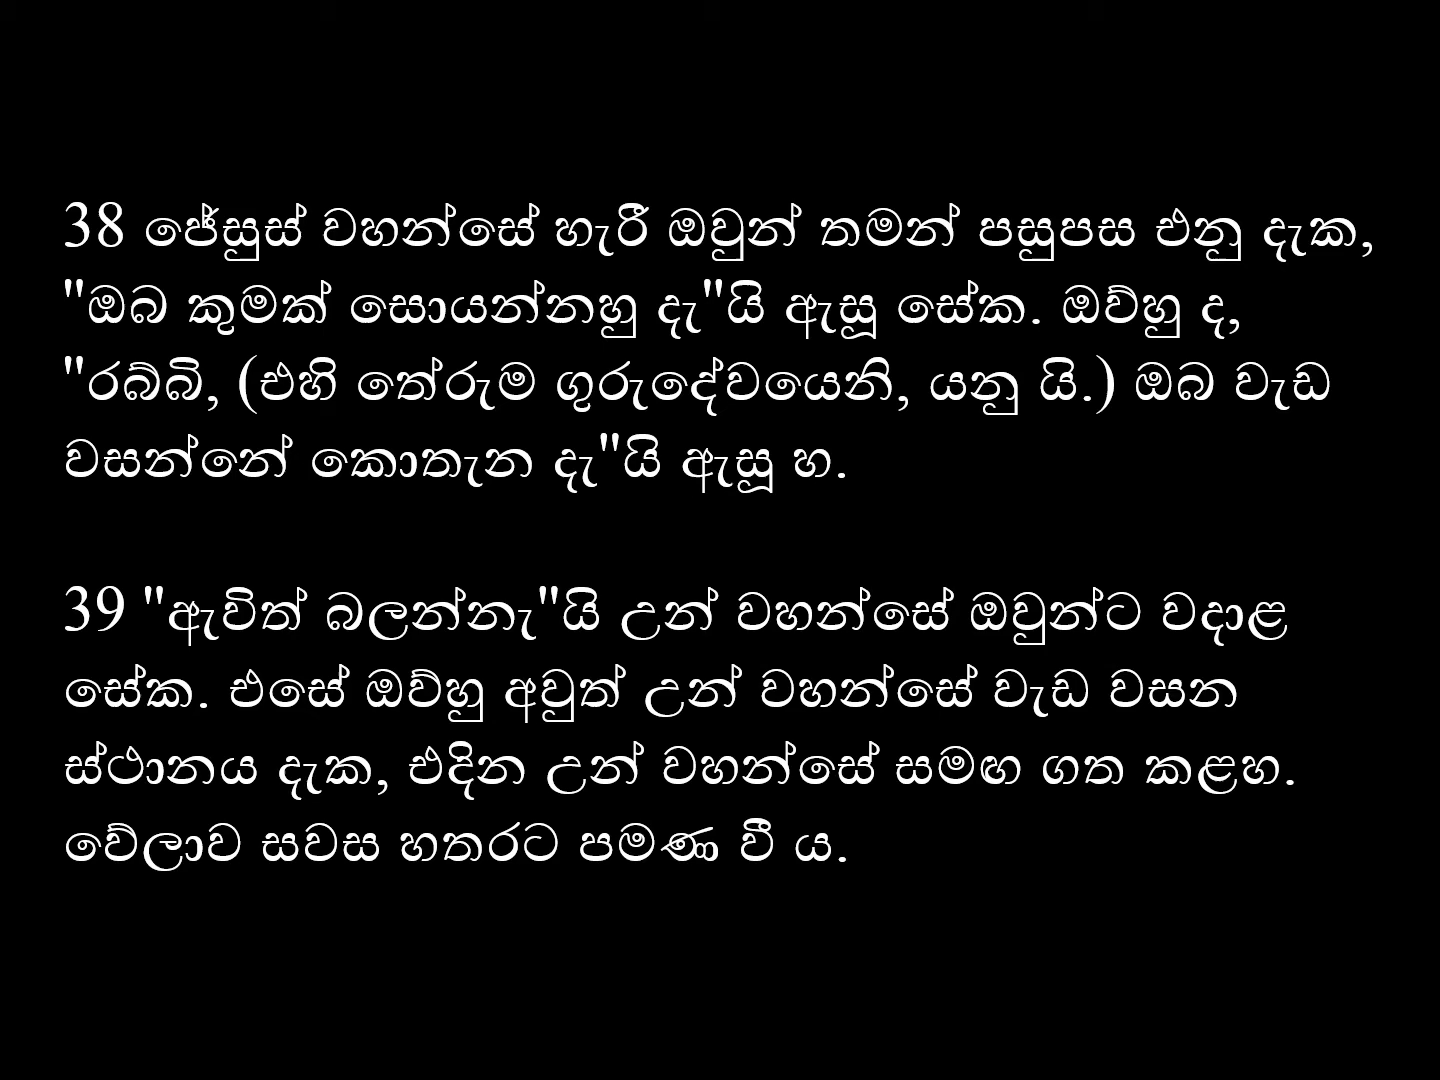 38 ජේසුස් වහන්සේ හැරී ඔවුන් තමන් පසුපස එනු දැක,
"ඔබ කුමක් සොයන්නහු දැ"යි ඇසූ සේක. ඔව්හු ද,
"රබ්බි, (එහි තේරුම ගුරුදේවයෙනි, යනු යි.) ඔබ වැඩ
වසන්නේ කොතැන දැ"යි ඇසූ හ.
39 "ඇවිත් බලන්නැ"යි උන් වහන්සේ ඔවුන්ට වදාළ
සේක. එසේ ඔව්හු අවුත් උන් වහන්සේ වැඩ වසන
ස්ථානය දැක, එදින උන් වහන්සේ සමඟ ගත කළහ.
වේලාව සවස හතරට පමණ වී ය.